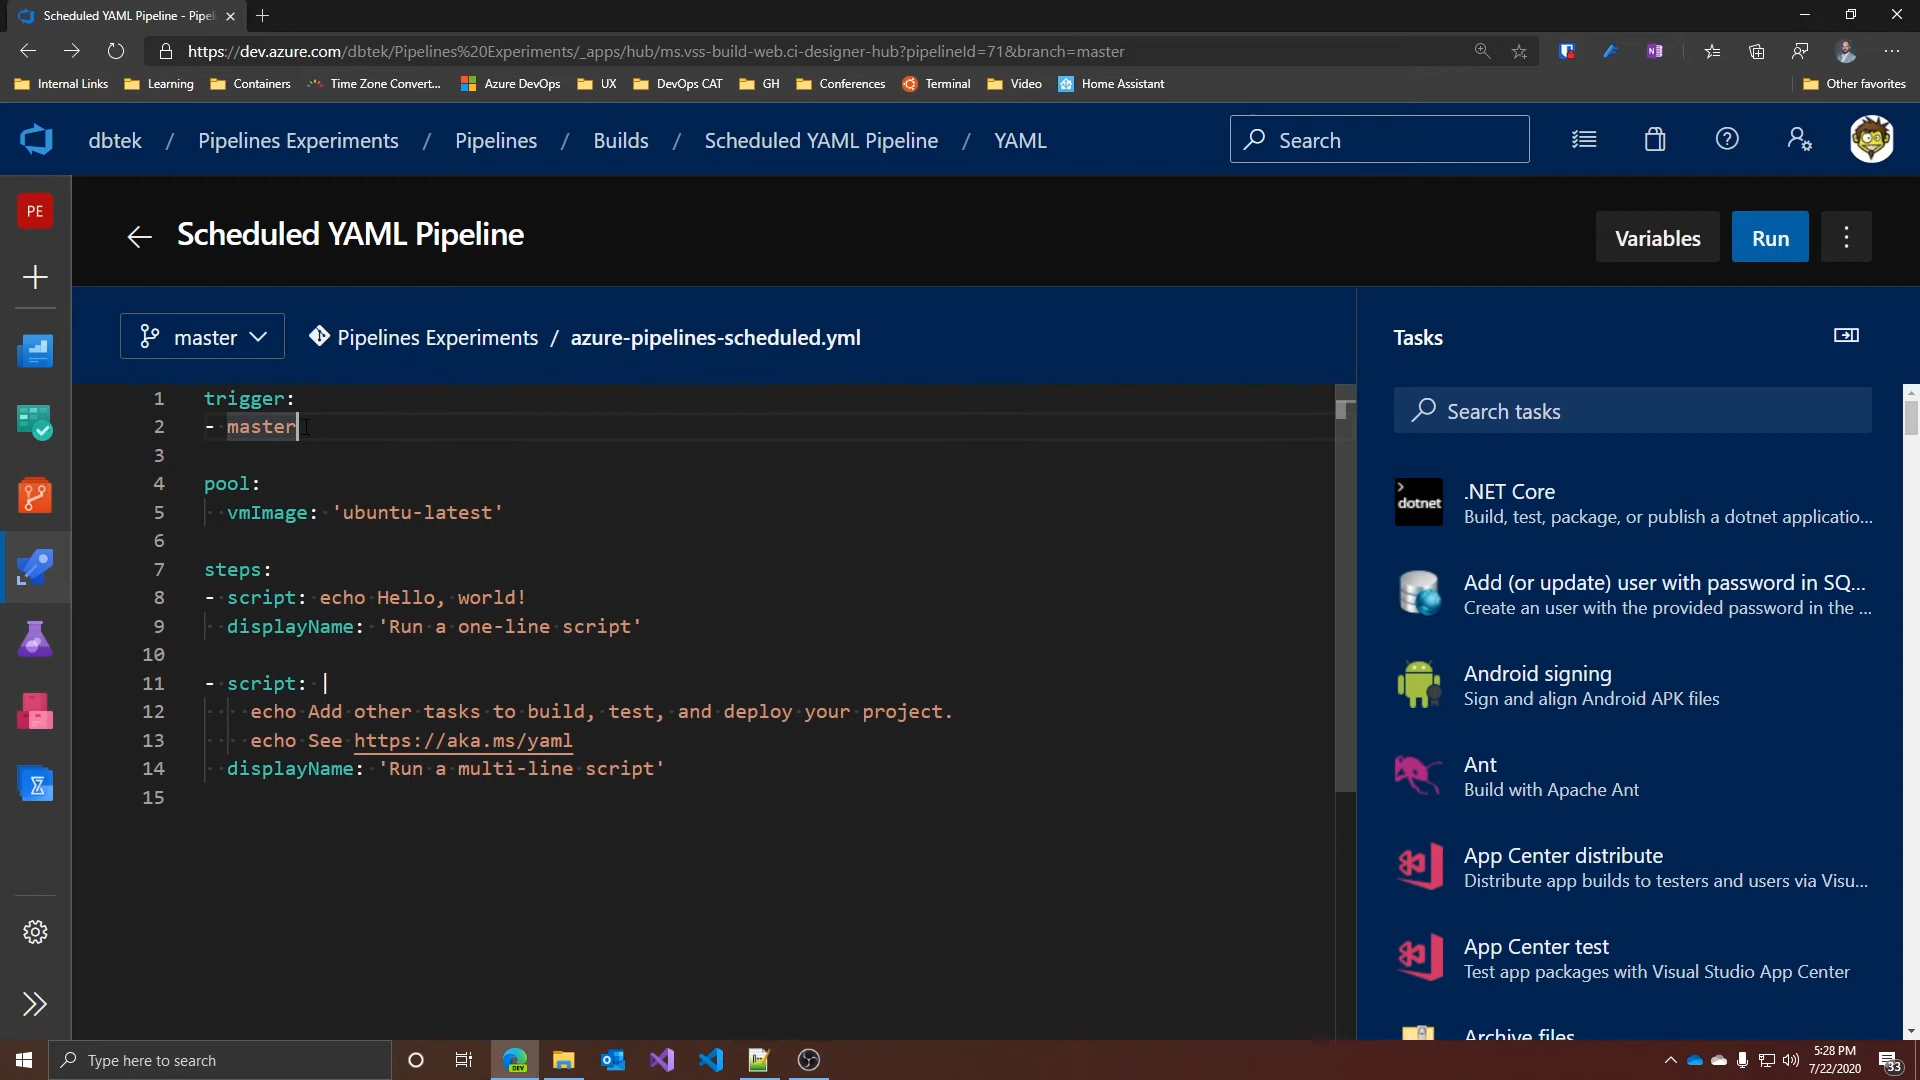 Scheduled YAML Pipeline - Pipeli
https://dev.azure.com/dbtek/Pipelines%20Experiments/_apps/hub/ms.vss-build-web.ci-designer-hub?pipelineId=71&branch=master
Internal Links Learning Containers Time Zone Convert... Azure DevOps UX DevOps CAT GH Conferences Terminal Video Home Assistant Other favorites
dbtek / Pipelines Experiments / Pipelines / Builds / Scheduled YAML Pipeline / YAML Search
PE
Scheduled YAML Pipeline
Variables Run
master Pipelines Experiments / azure-pipelines-scheduled.yml
1 trigger:
2 - master
3
4 pool:
5 vmImage: 'ubuntu-latest'
6
7 steps:
8 - script: echo Hello, world!
9 displayName: 'Run a one-line script'
10
11 - script: |
12 echo Add other tasks to build, test, and deploy your project.
13 echo See https://aka.ms/yaml
14 displayName: 'Run a multi-line script'
15
Tasks
Search tasks
dotnet
.NET Core
Build, test, package, or publish a dotnet applicatio...
Add (or update) user with password in SQ...
Create an user with the provided password in the ...
Android signing
Sign and align Android APK files
Ant
Build with Apache Ant
App Center distribute
Distribute app builds to testers and users via Visu...
App Center test
Test app packages with Visual Studio App Center
Archive files
Type here to search
DEV
5:28 PM
7/22/2020
33